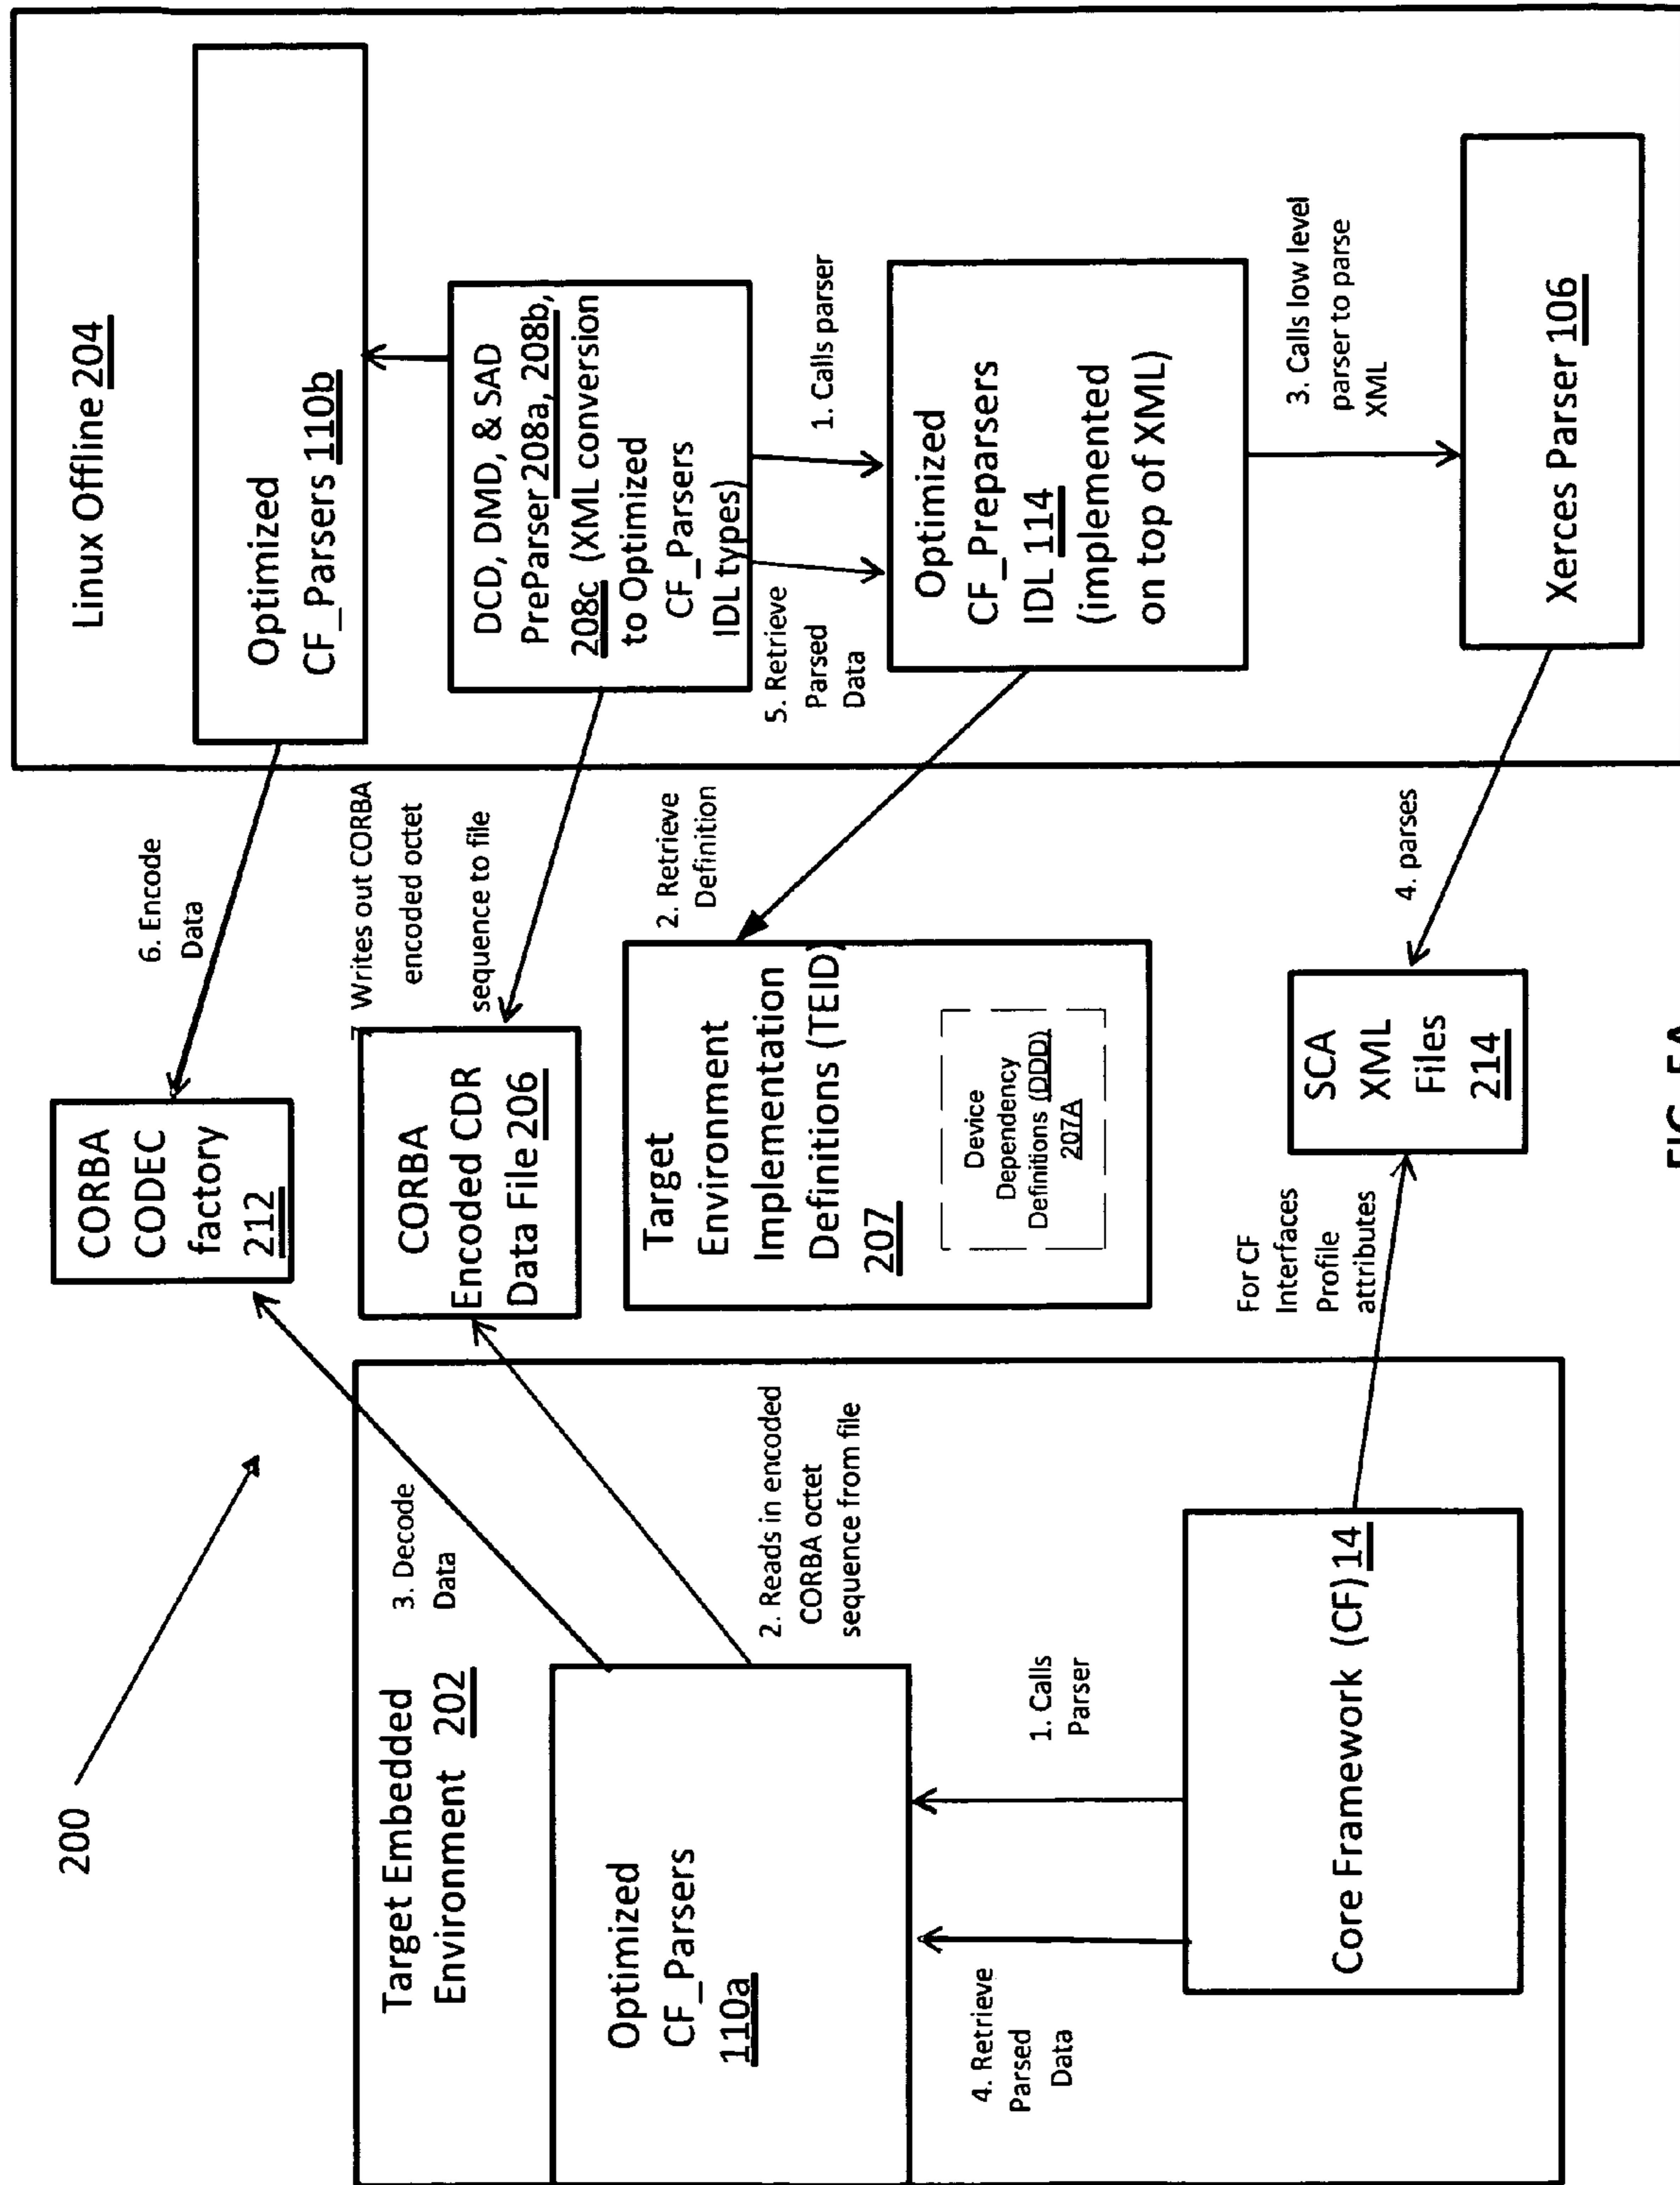 200
Target Embedded
Environment 202
Optimized
CF_Parsers
110a
3. Decode
Data
2. Reads in encoded
CORBA octet
sequence from file
4. Retrieve
Parsed
Data
1. Calls
Parser
Core Framework (CF) 14
CORBA
CODEC
factory
212
CORBA
Encoded CDR
Data File 206
Target
Environment
Implementation
Definitions (TEID)
207
Device
Dependency
Definitions (DDD)
207A
For CF
Interfaces
Profile
attributes
SCA
XML
Files
214
6. Encode
Data
Writes out CORBA
encoded octet
sequence to file
2. Retrieve
Definition
4. parses
Linux Offline 204
Optimized
CF_Parsers 110b
DCD, DMD, & SAD
PreParser 208a, 208b,
208c (XML conversion
to Optimized
CF_Parsers
IDL types)
5. Retrieve
Parsed
Data
1. Calls parser
Optimized
CF_Preparsers
IDL 114
(implemented
on top of XML)
3. Calls low level
parser to parse
XML
Xerces Parser 106